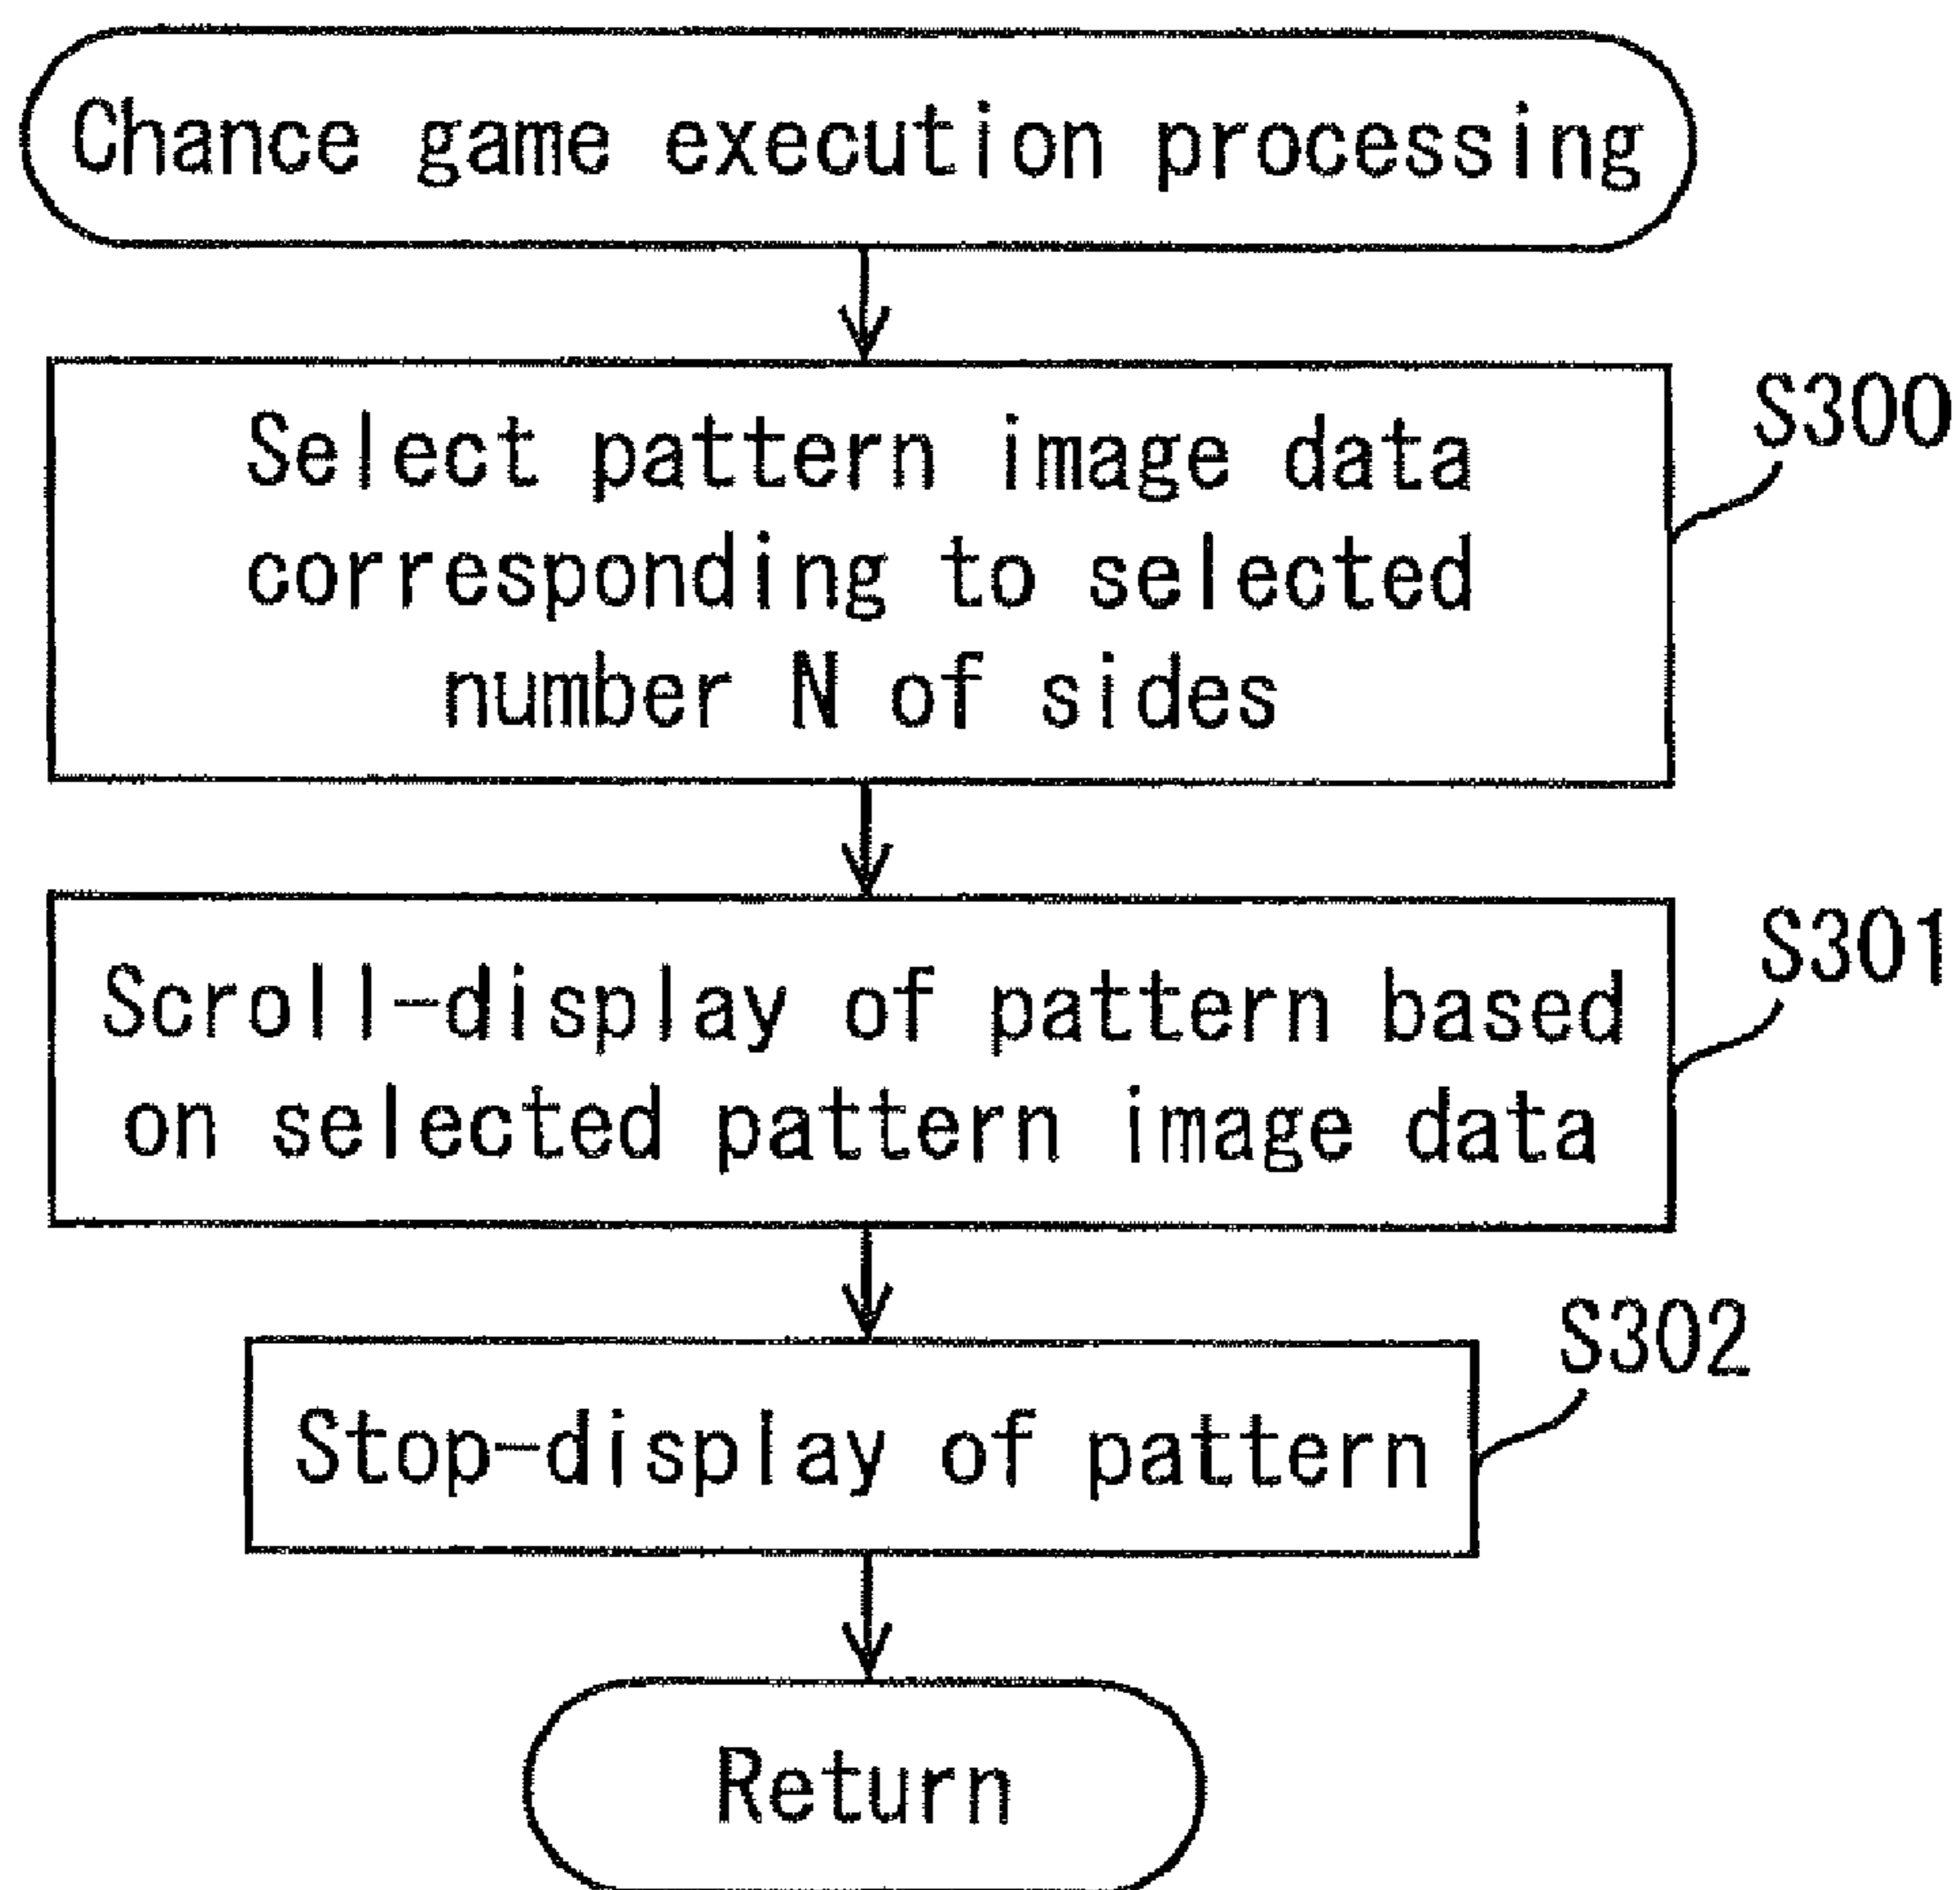 Chance game execution processing
Select pattern image data
corresponding to selected
number N of sides
S300
Scroll-display of pattern based
on selected pattern image data
S301
Stop-display of pattern
S302
Return